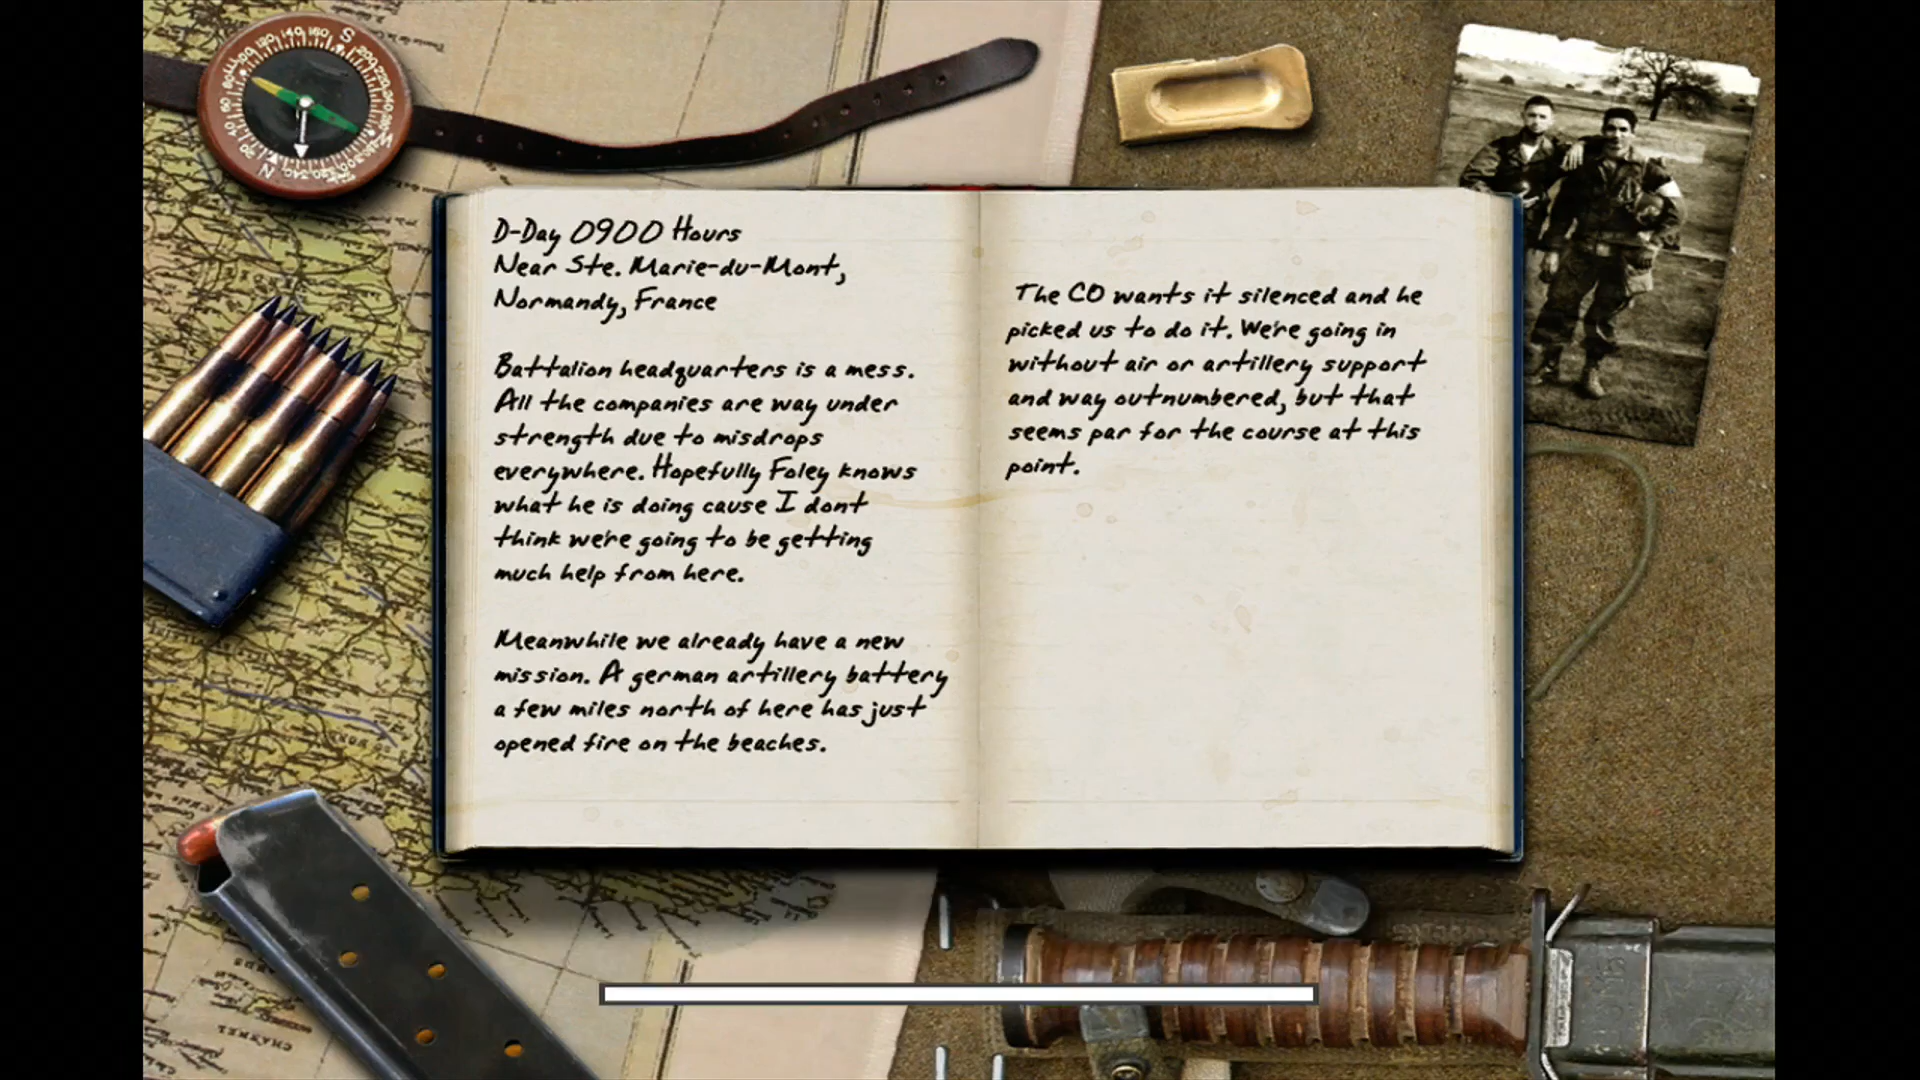 D-Day 0900 Hours
Near Ste. Marie-du-Mont,
Normandy, France
Battalion headquarters is a mess.
All the companies are way under
strength due to misdrops
everywhere. Hopefully Foley knows
what he is doing cause I dont
think we're going to be getting
much help from here.
Meanwhile we already have a new
mission. A german artillery battery
a few miles north of here has just
opened fire on the beaches.
The CO wants it silenced and he
picked us to do it. We're going in
without air or artillery support
and way outnumbered, but that
seems par for the course at this
point.